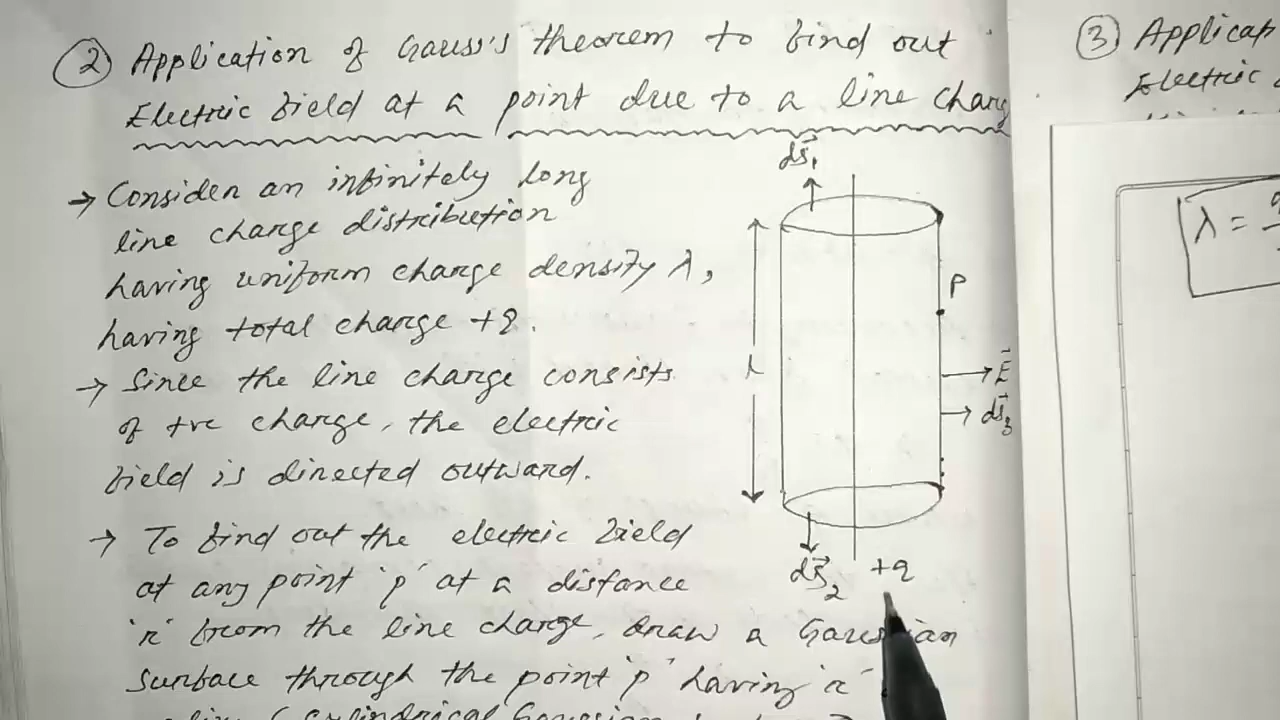 ② Application of Gauss's theorem to find out
Electric field at a point due to a line charg
→ Consider an infinitely long
line charge distribution
having uniform charge density λ,
having total charge +q.
→ Since the line charge consists
of +ve charge, the electric
field is directed outward.
→ To find out the electric field
at any point 'p' at a distance
'r' from the line charge, draw a Gaussian
surface through the point 'p' having 'r'
(cylindrical Gaussian
ds₁
P
E
ds₃
ds₂
+q
③ Applicat
Electric
λ =